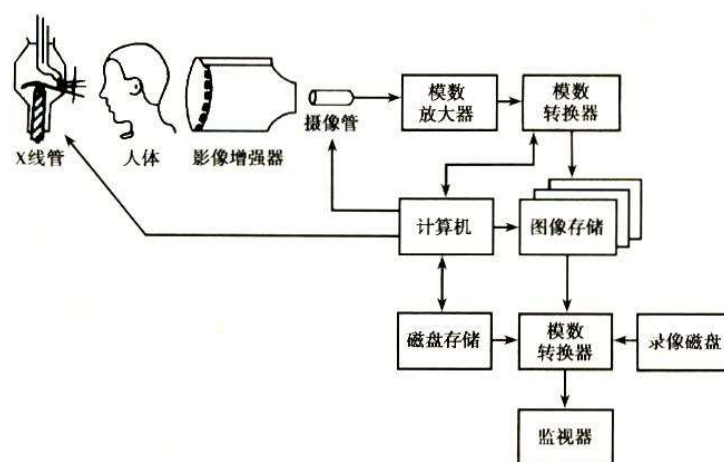 X线管
人体
影像增强器
摄像管
模数
放大器
模数
转换器
计算机
图像存储
磁盘存储
模数
转换器
录像磁盘
监视器